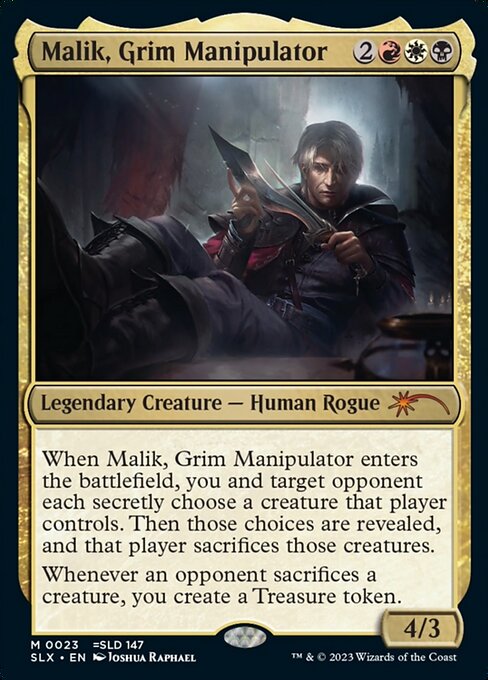 Malik, Grim Manipulator 2
Legendary Creature — Human Rogue
When Malik, Grim Manipulator enters
the battlefield, you and target opponent
each secretly choose a creature that player
controls. Then those choices are revealed,
and that player sacrifices those creatures.
Whenever an opponent sacrifices a
creature, you create a Treasure token.
4/3
M 0023 =SLD 147
SLX • EN Joshua Raphael
™ & © 2023 Wizards of the Coast